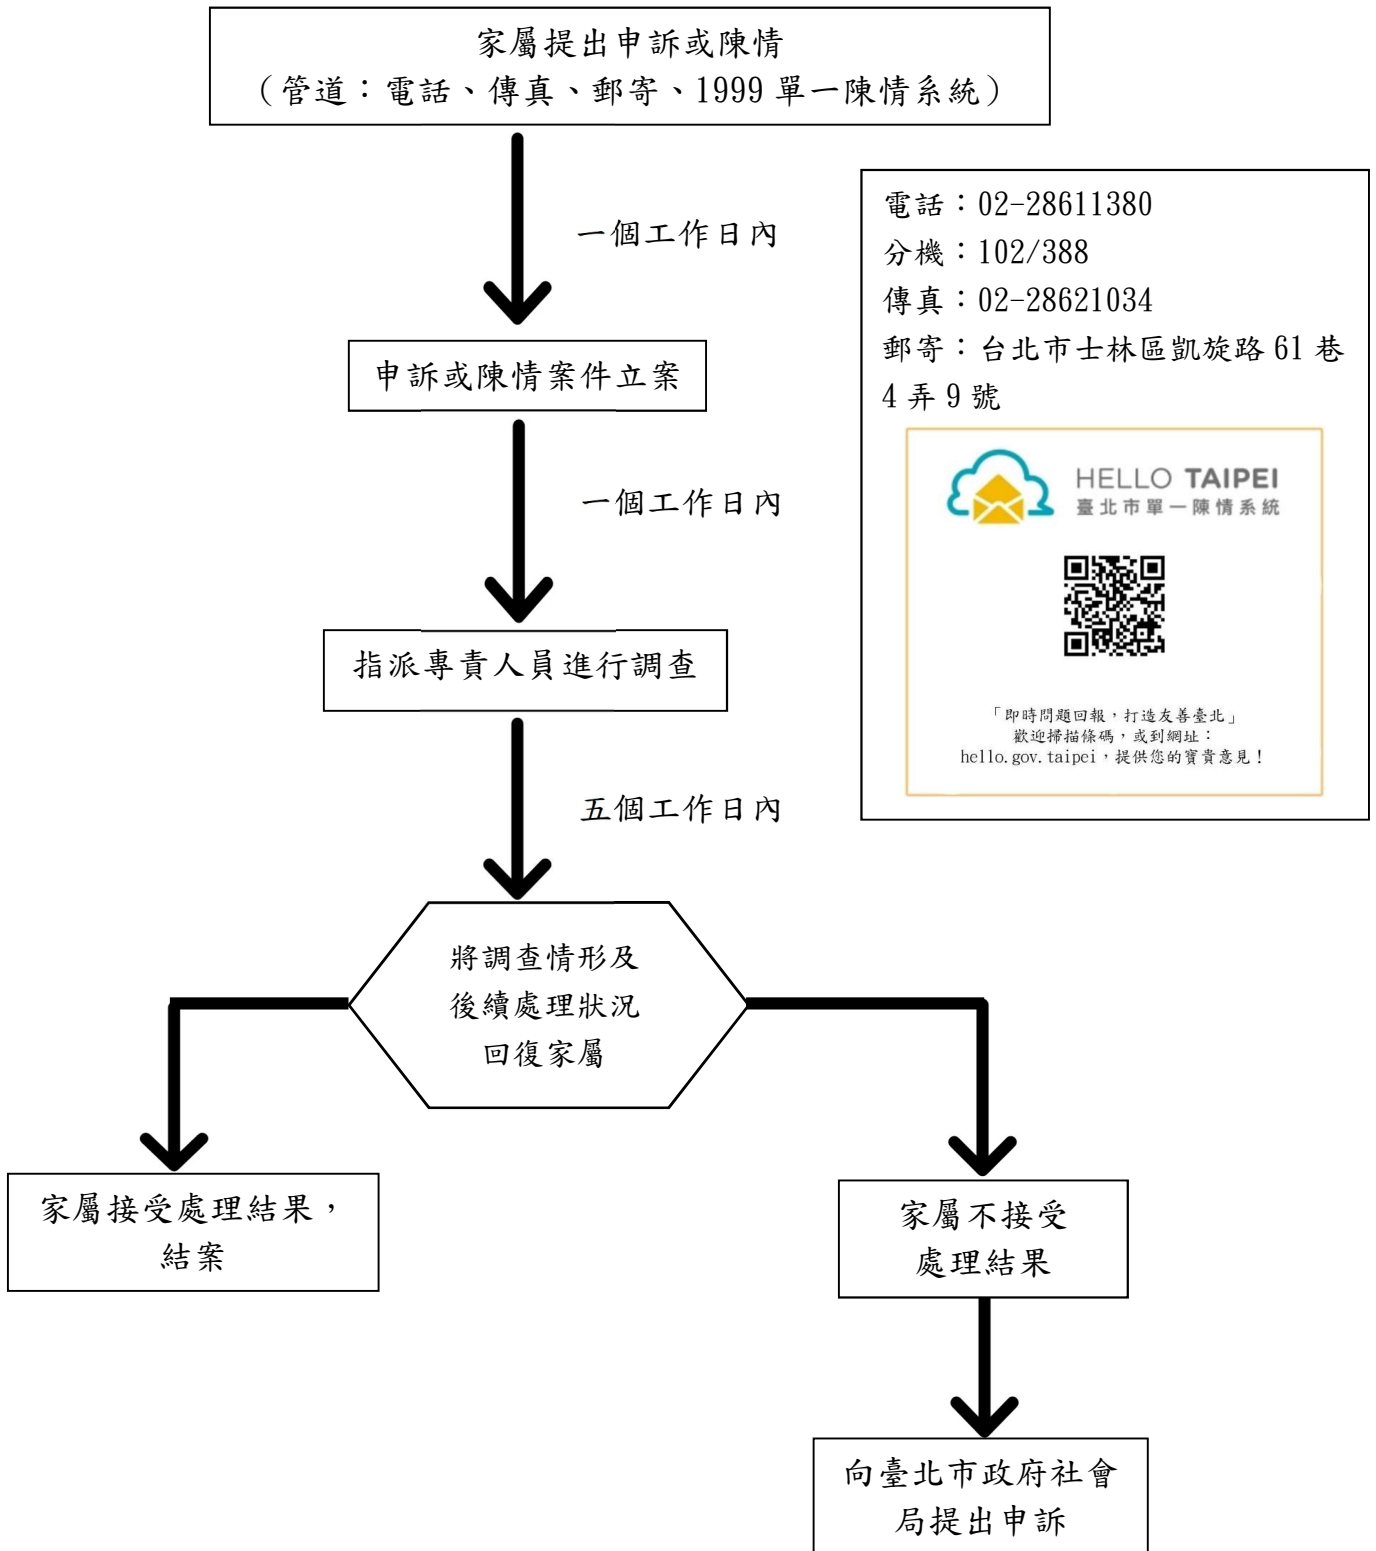 家屬提出申訴或陳情
（管道：電話、傳真、郵寄、1999 單一陳情系統）
一個工作日內
申訴或陳情案件立案
一個工作日內
指派專責人員進行調查
五個工作日內
將調查情形及
後續處理狀況
回復家屬
家屬接受處理結果，
結案
家屬不接受
處理結果
向臺北市政府社會
局提出申訴
電話：02-28611380
分機：102/388
傳真：02-28621034
郵寄：台北市士林區凱旋路 61 巷
4 弄 9 號
HELLO TAIPEI
臺北市單一陳情系統
「即時問題回報，打造友善臺北」
歡迎掃描條碼，或到網址：
hello.gov.taipei，提供您的寶貴意見！